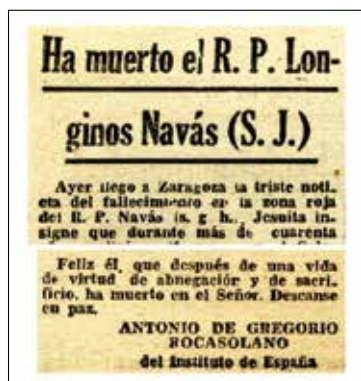 Ha muerto el R. P. Lon-
ginos Navás (S. J.)
Ayer llego a Zaragoza la triste noti-
cia del fallecimiento en la zona roja
del R. P. Navás (s. g h., Jesuita in-
signe que durante más de cuarenta
Feliz él, que después de una vida
de virtud de abnegación y de sacri-
ficio, ha muerto en el Señor. Descanse
en paz.
ANTONIO DE GREGORIO
ROCASOLANO
del Instituto de España